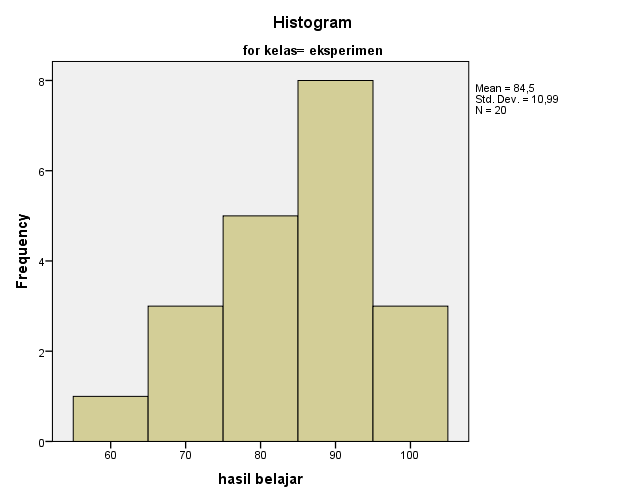 Histogram
for kelas= eksperimen
Mean = 84,5
Std. Dev. = 10,99
N = 20
Frequency
8
6
4
2
0
60 70 80 90 100
hasil belajar